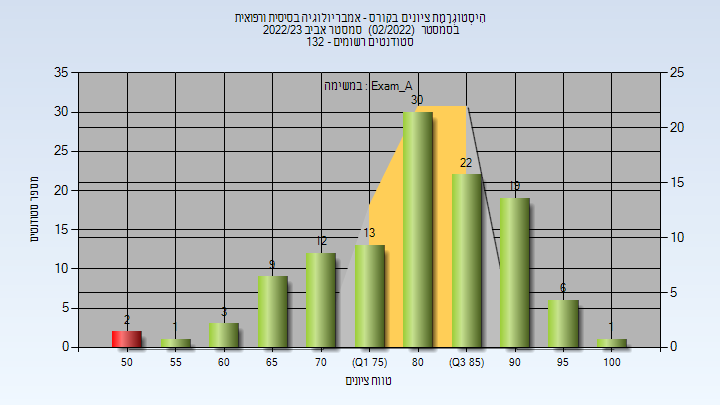 היסטוגרמת ציונים בקורס - אמבריולוגיה בסיסית ורפואית
בסמסטר (02/2022) סמסטר אביב 2022/23
סטודנטים רשומים - 132
במשימה : Exam_A
מספר סטודנטים
35 30 25 20 15 10 5 0
2 1 3 9 12 13 30 22 19 6 1
25 20 15 10 5 0
50 55 60 65 70 (Q1 75) 80 (Q3 85) 90 95 100
טווח ציונים